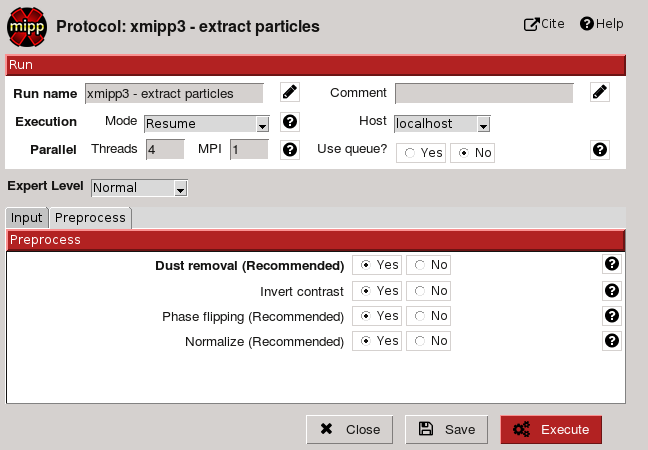 mipp
Protocol: xmipp3 - extract particles
Cite
Help
Run
Run name xmipp3 - extract particles Comment
Execution Mode Resume Host localhost
Parallel Threads 4 MPI 1 Use queue? Yes No
Expert Level Normal
Input Preprocess
Preprocess
Dust removal (Recommended) Yes No
Invert contrast Yes No
Phase flipping (Recommended) Yes No
Normalize (Recommended) Yes No
Close Save Execute